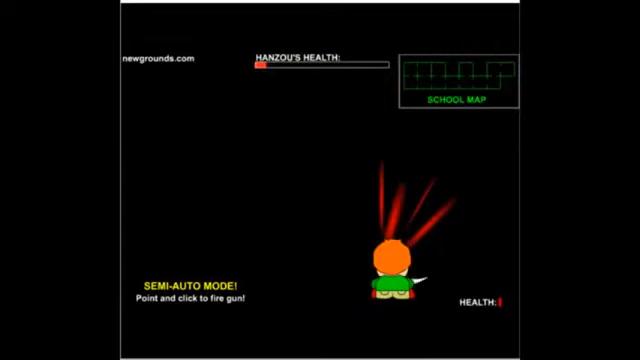 newgrounds.com
HANZOU'S HEALTH:
SCHOOL MAP
SEMI-AUTO MODE!
Point and click to fire gun!
HEALTH: